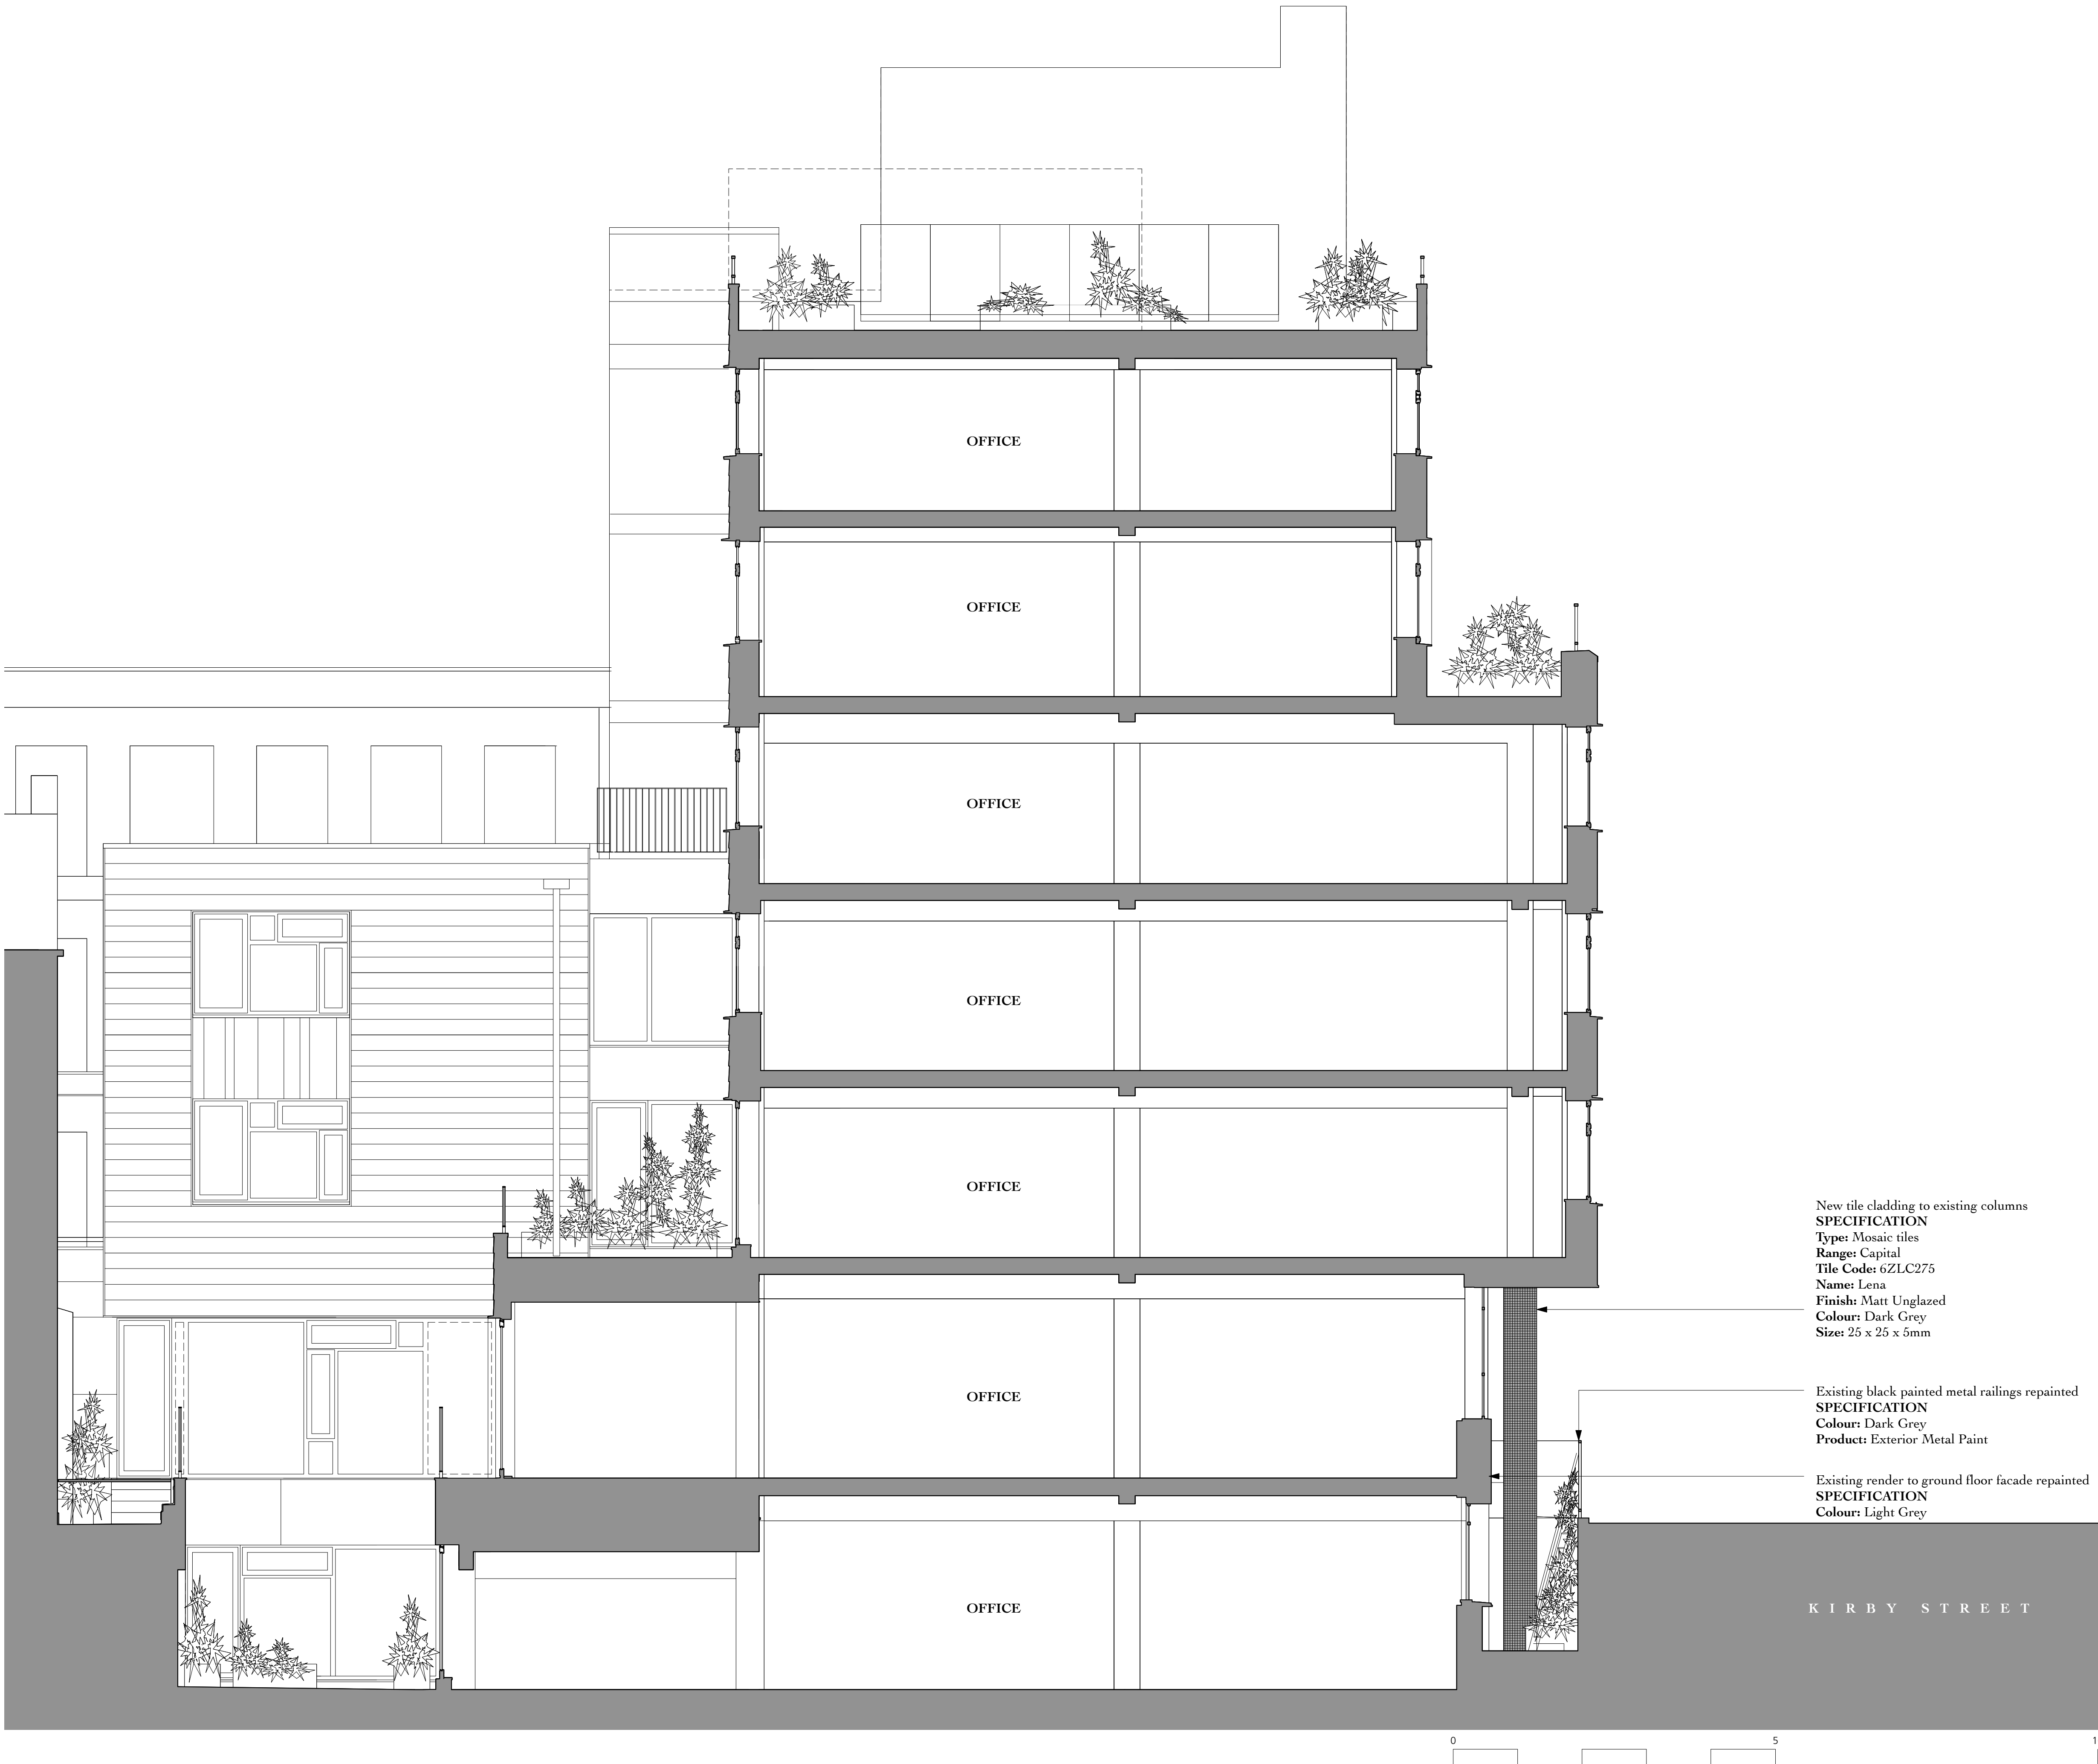 OFFICE
OFFICE
OFFICE
OFFICE
OFFICE
New tile cladding to existing columns
SPECIFICATION
Type: Mosaic tiles
Range: Capital
Tile Code: 6ZLC275
Name: Lena
Finish: Matt Unglazed
Colour: Dark Grey
Size: 25 x 25 x 5mm
OFFICE
Existing black painted metal railings repainted
SPECIFICATION
Colour: Dark Grey
Product: Exterior Metal Paint
Existing render to ground floor facade repainted
SPECIFICATION
Colour: Light Grey
OFFICE
KIRBY STREET
0 5 1